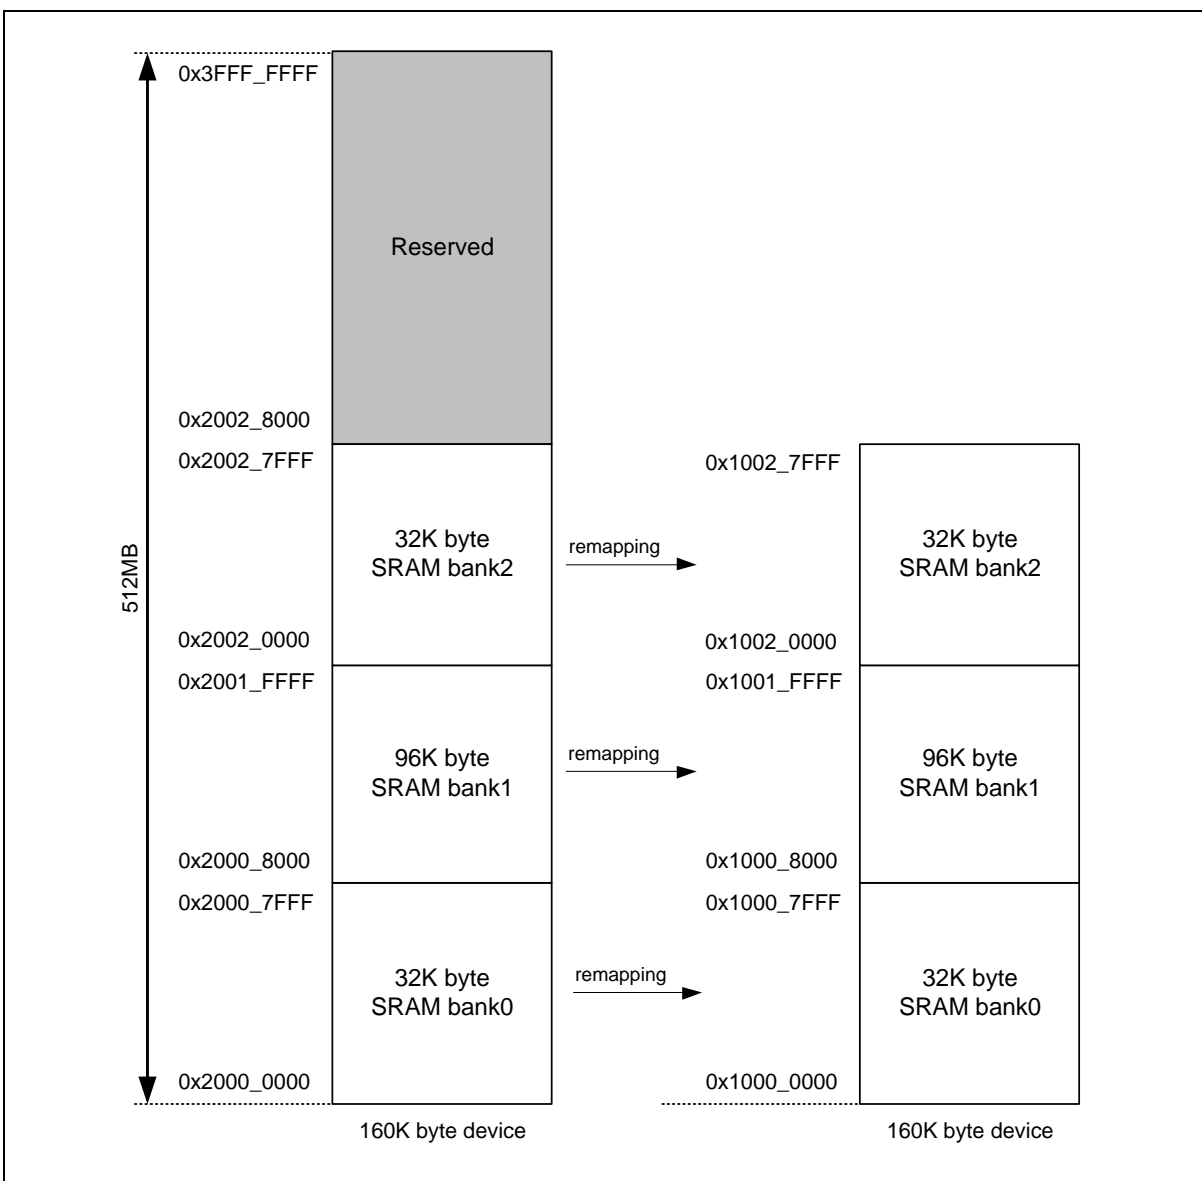 0x3FFF_FFFF
Reserved
0x2002_8000
0x2002_7FFF
0x1002_7FFF
32K byte
SRAM bank2
remapping
32K byte
SRAM bank2
512MB
0x2002_0000
0x1002_0000
0x2001_FFFF
0x1001_FFFF
96K byte
SRAM bank1
remapping
96K byte
SRAM bank1
0x2000_8000
0x1000_8000
0x2000_7FFF
0x1000_7FFF
32K byte
SRAM bank0
remapping
32K byte
SRAM bank0
0x2000_0000
0x1000_0000
160K byte device
160K byte device